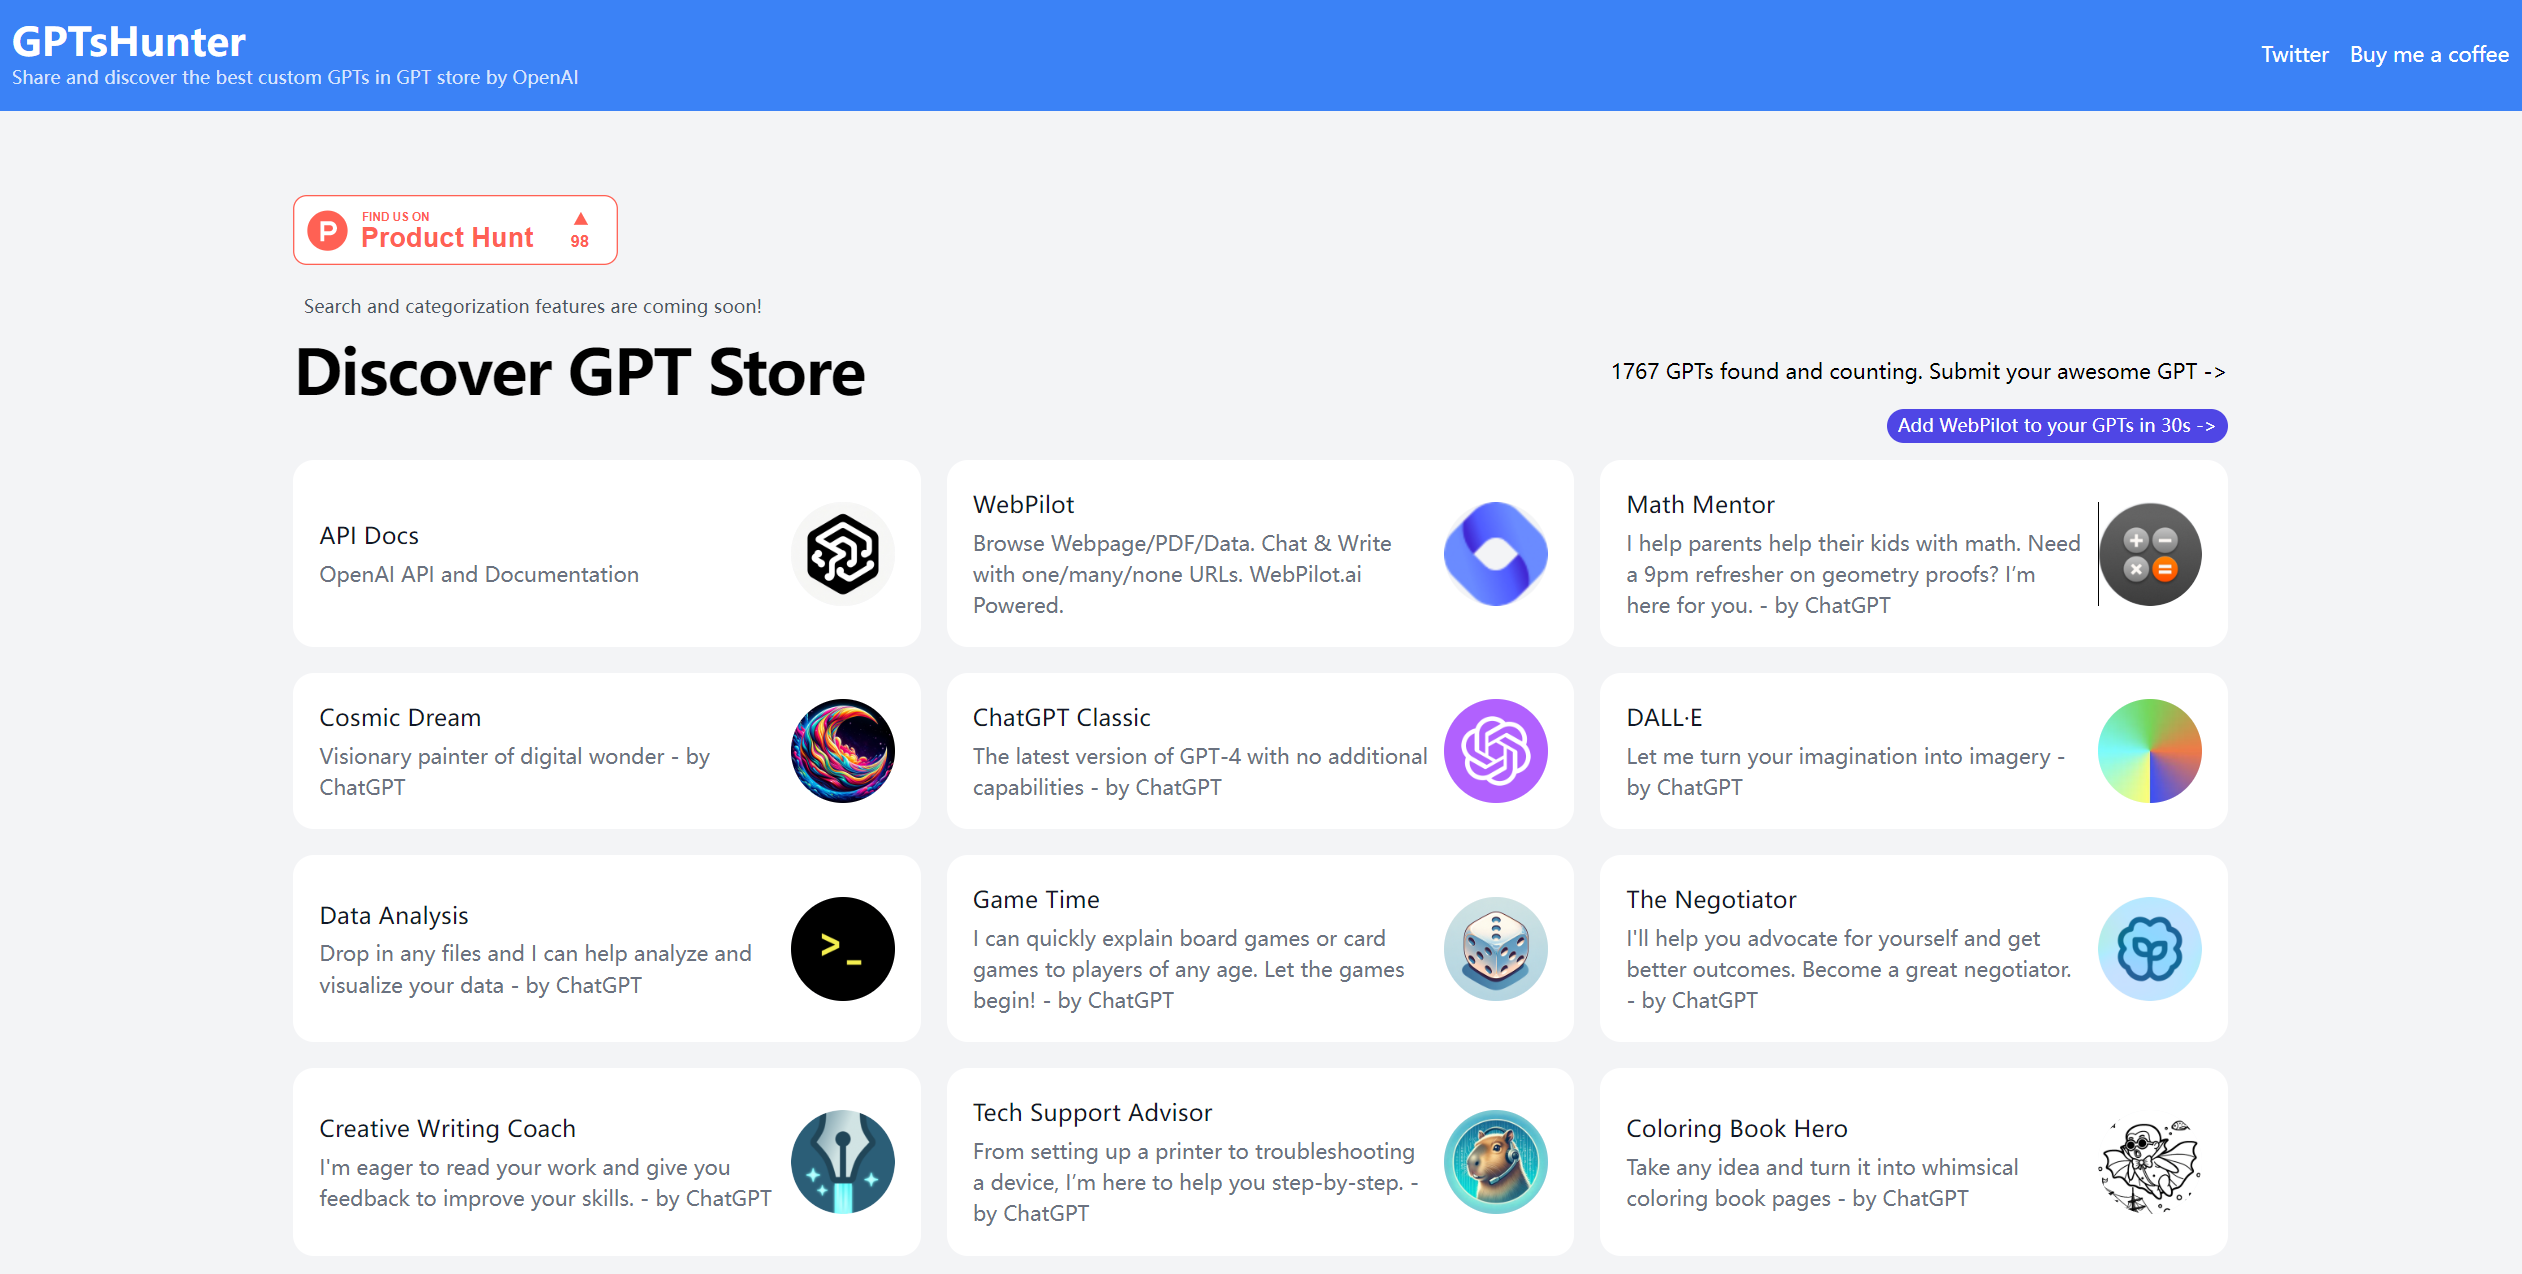 GPTsHunter
Share and discover the best custom GPTs in GPT store by OpenAI
Twitter
Buy me a coffee
P
FIND US ON
Product Hunt
98
Search and categorization features are coming soon!
Discover GPT Store
1767 GPTs found and counting. Submit your awesome GPT ->
Add WebPilot to your GPTs in 30s ->
API Docs
OpenAI API and Documentation
WebPilot
Browse Webpage/PDF/Data. Chat & Write
with one/many/none URLs. WebPilot.ai
Powered.
Math Mentor
I help parents help their kids with math. Need
a 9pm refresher on geometry proofs? I’m
here for you. - by ChatGPT
Cosmic Dream
Visionary painter of digital wonder - by
ChatGPT
ChatGPT Classic
The latest version of GPT-4 with no additional
capabilities - by ChatGPT
DALL·E
Let me turn your imagination into imagery -
by ChatGPT
Data Analysis
Drop in any files and I can help analyze and
visualize your data - by ChatGPT
Game Time
I can quickly explain board games or card
games to players of any age. Let the games
begin! - by ChatGPT
The Negotiator
I'll help you advocate for yourself and get
better outcomes. Become a great negotiator.
- by ChatGPT
Creative Writing Coach
I'm eager to read your work and give you
feedback to improve your skills. - by ChatGPT
Tech Support Advisor
From setting up a printer to troubleshooting
a device, I’m here to help you step-by-step. -
by ChatGPT
Coloring Book Hero
Take any idea and turn it into whimsical
coloring book pages - by ChatGPT